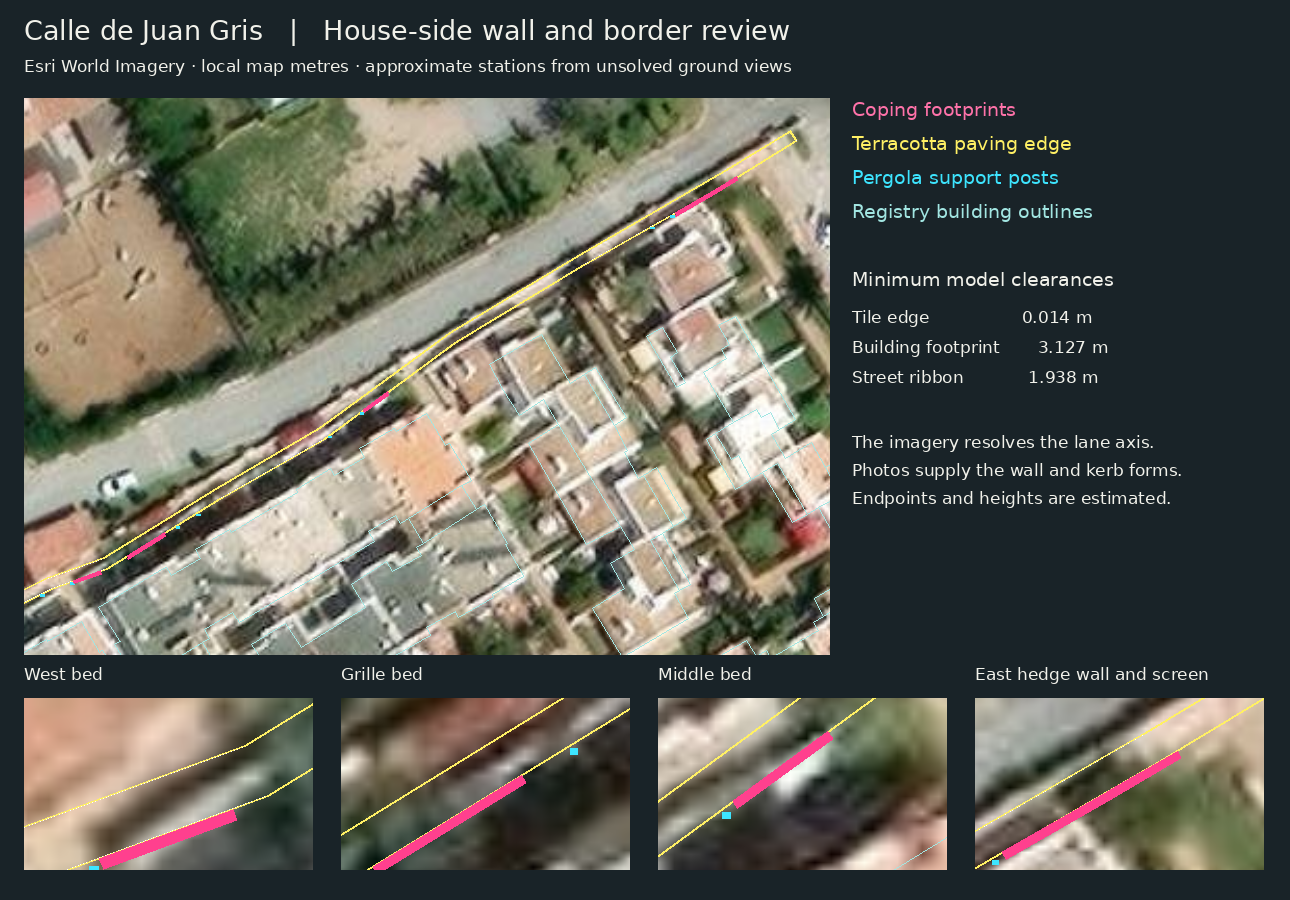 Calle de Juan Gris | House-side wall and border review
Esri World Imagery · local map metres · approximate stations from unsolved ground views
Coping footprints
Terracotta paving edge
Pergola support posts
Registry building outlines
Minimum model clearances
Tile edge 0.014 m
Building footprint 3.127 m
Street ribbon 1.938 m
The imagery resolves the lane axis.
Photos supply the wall and kerb forms.
Endpoints and heights are estimated.
West bed
Grille bed
Middle bed
East hedge wall and screen